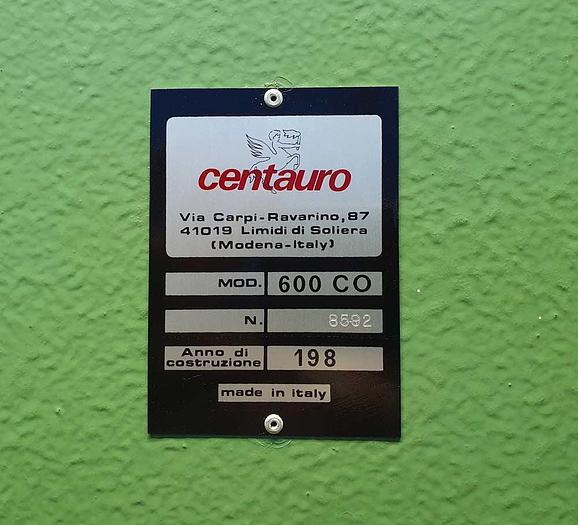 centauro
Via Carpi-Ravarino,87
41019 Limidi di Soliera
(Modena-Italy)
MOD. 600 CO
N. 8592
Anno di
costruzione 198
made in italy